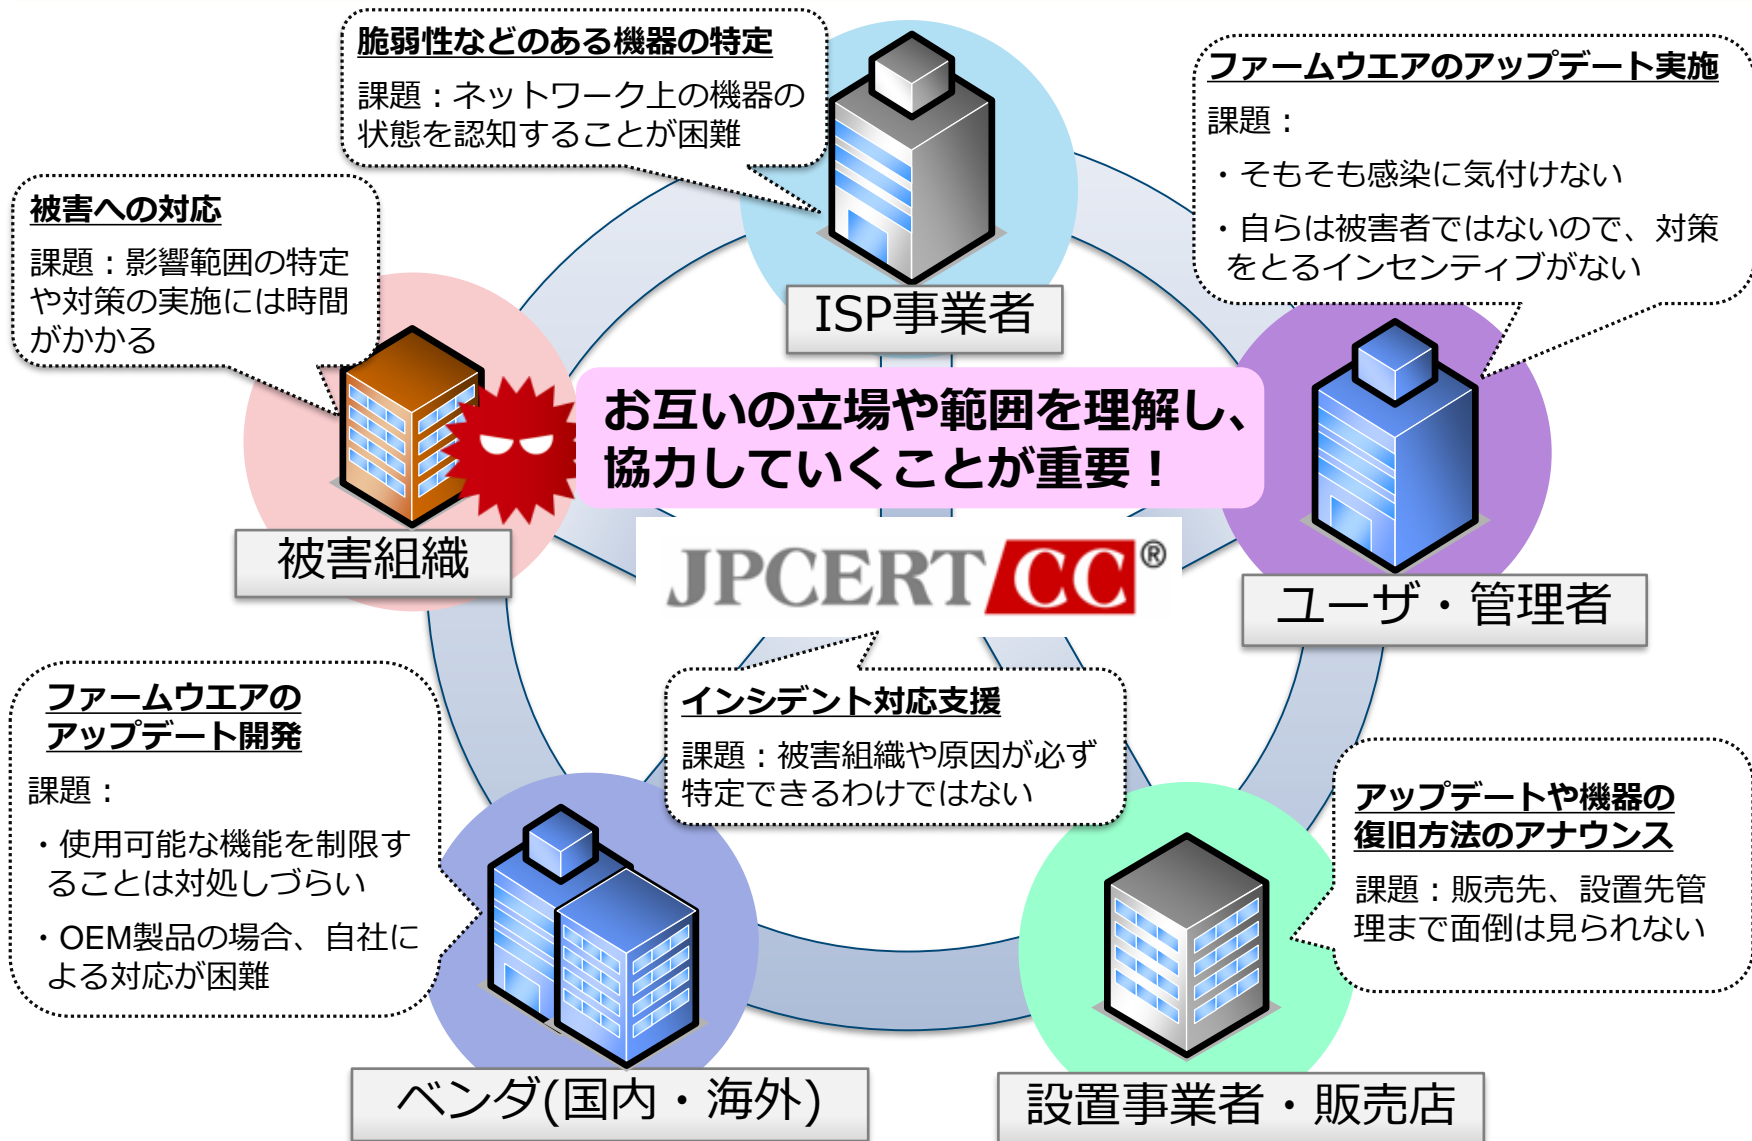 脆弱性などのある機器の特定
課題：ネットワーク上の機器の
状態を認知することが困難
ファームウエアのアップデート実施
課題：
・そもそも感染に気付けない
・自らは被害者ではないので、対策
をとるインセンティブがない
被害への対応
課題：影響範囲の特定
や対策の実施には時間
がかかる
ISP事業者
お互いの立場や範囲を理解し、
協力していくことが重要！
被害組織
JPCERT CC®
ユーザ・管理者
ファームウエアの
アップデート開発
課題：
・使用可能な機能を制限す
ることは対処しづらい
・OEM製品の場合、自社に
よる対応が困難
インシデント対応支援
課題：被害組織や原因が必ず
特定できるわけではない
アップデートや機器の
復旧方法のアナウンス
課題：販売先、設置先管
理まで面倒は見られない
ベンダ(国内・海外)
設置事業者・販売店